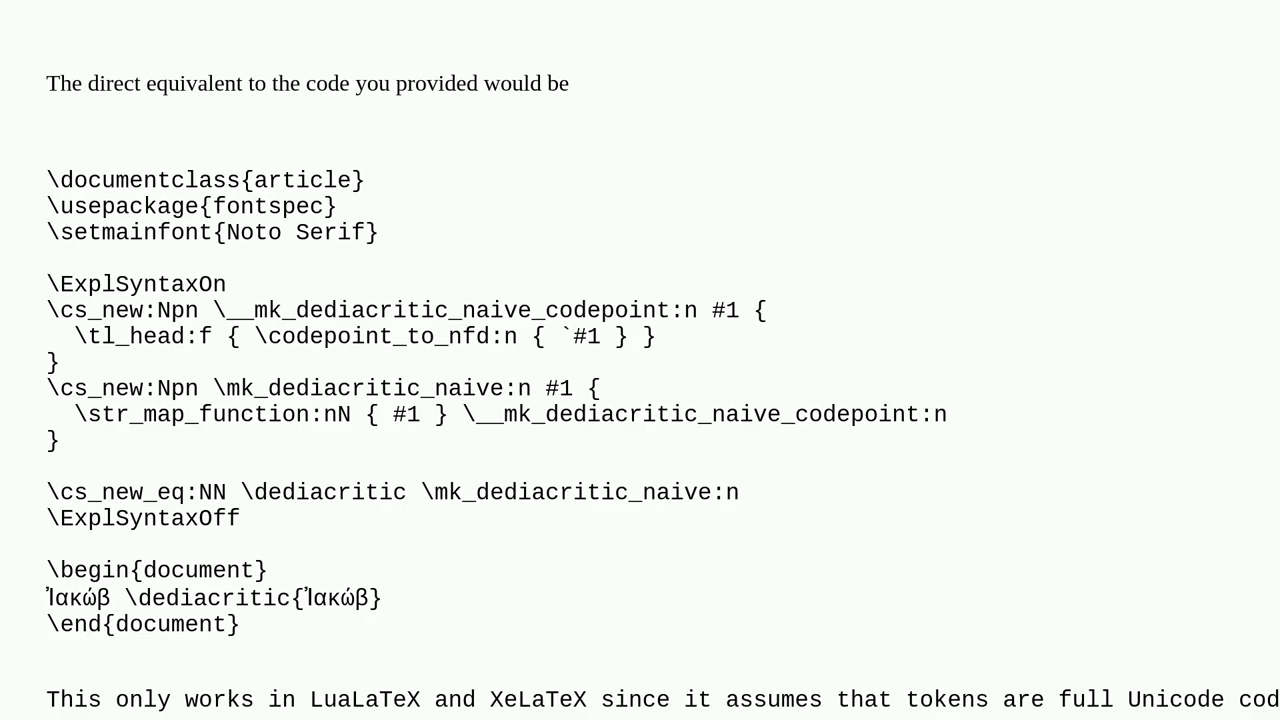 The direct equivalent to the code you provided would be
\documentclass{article}
\usepackage{fontspec}
\setmainfont{Noto Serif}
\ExplSyntaxOn
\cs_new:Npn \__mk_dediacritic_naive_codepoint:n #1 {
  \tl_head:f { \codepoint_to_nfd:n { `#1 } }
}
\cs_new:Npn \mk_dediacritic_naive:n #1 {
  \str_map_function:nN { #1 } \__mk_dediacritic_naive_codepoint:n
}
\cs_new_eq:NN \dediacritic \mk_dediacritic_naive:n
\ExplSyntaxOff
\begin{document}
Ἰακώβ \dediacritic{Ἰακώβ}
\end{document}
This only works in LuaLaTeX and XeLaTeX since it assumes that tokens are full Unicode